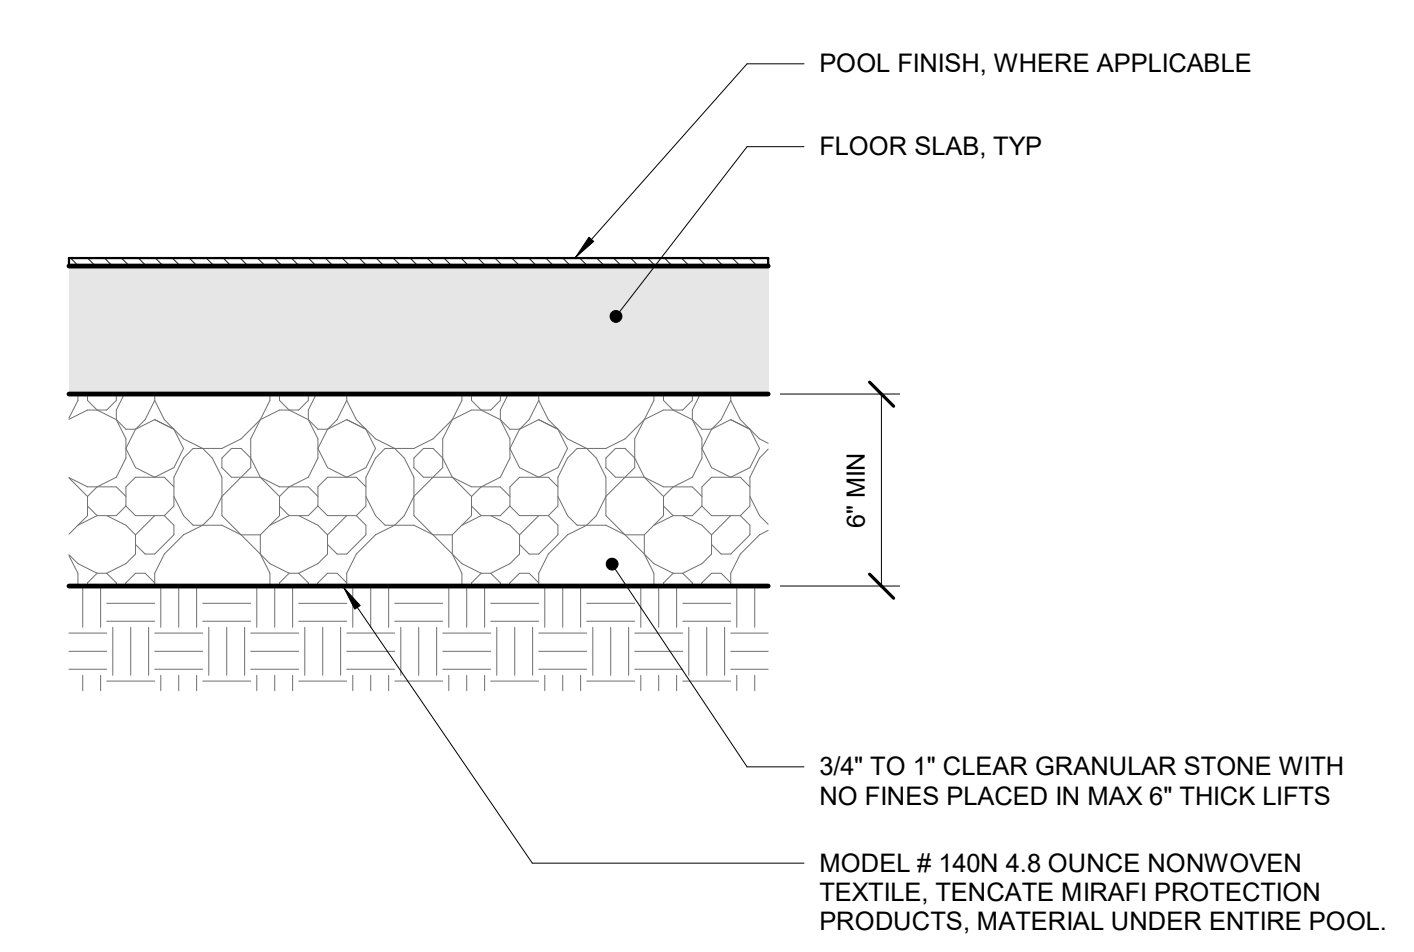 POOL FINISH, WHERE APPLICABLE
FLOOR SLAB, TYP
6" MIN
3/4" TO 1" CLEAR GRANULAR STONE WITH
NO FINES PLACED IN MAX 6" THICK LIFTS
MODEL # 140N 4.8 OUNCE NONWOVEN
TEXTILE, TENCATE MIRAFI PROTECTION
PRODUCTS, MATERIAL UNDER ENTIRE POOL.